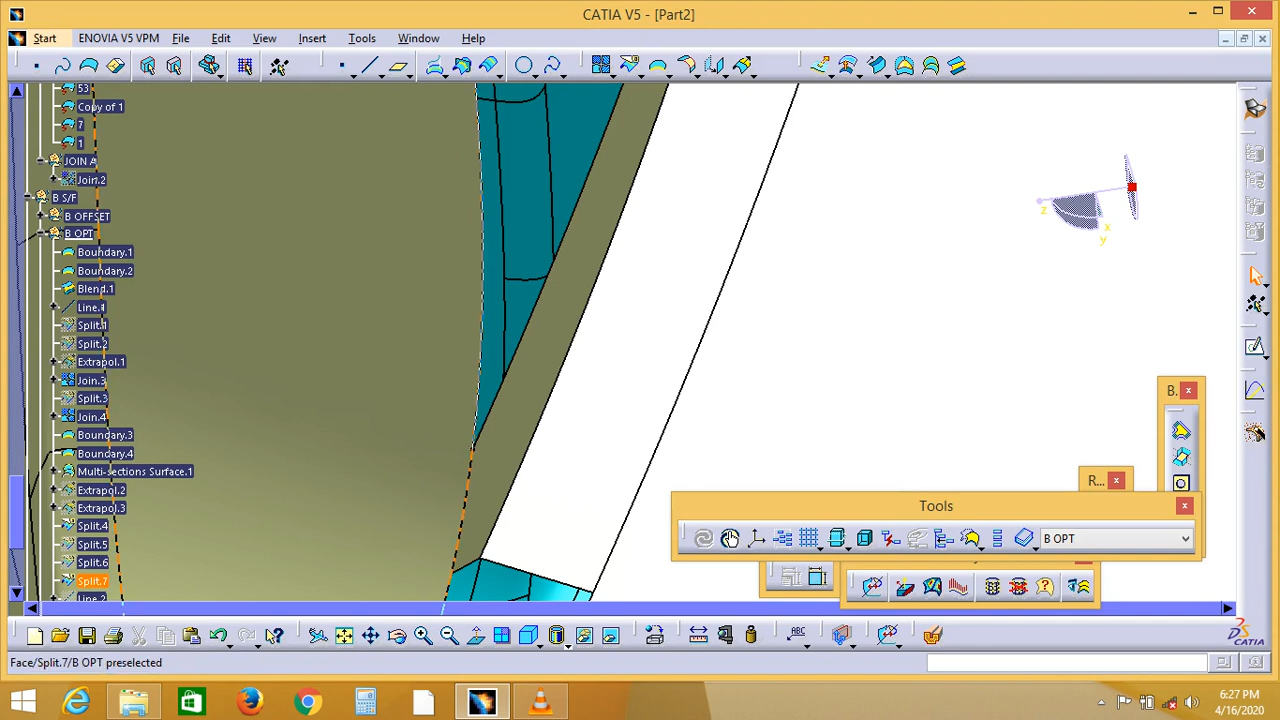 CATIA V5 - [Part2]
Start ENOVIA V5 VPM File Edit View Insert Tools Window Help
53
Copy of 1
7
1
JOIN A
Join.2
B S/F
B OFFSET
B OPT
Boundary.1
Boundary.2
Blend.1
Line.1
Split.1
Split.2
Extrapol.1
Join.3
Split.3
Join.4
Boundary.3
Boundary.4
Multi-sections Surface.1
Extrapol.2
Extrapol.3
Split.4
Split.5
Split.6
Split.7
Line.2
z
x
y
B.
R...
Tools
B OPT
ABC
CATIA
Face/Split.7/B OPT preselected
6:27 PM
4/16/2020